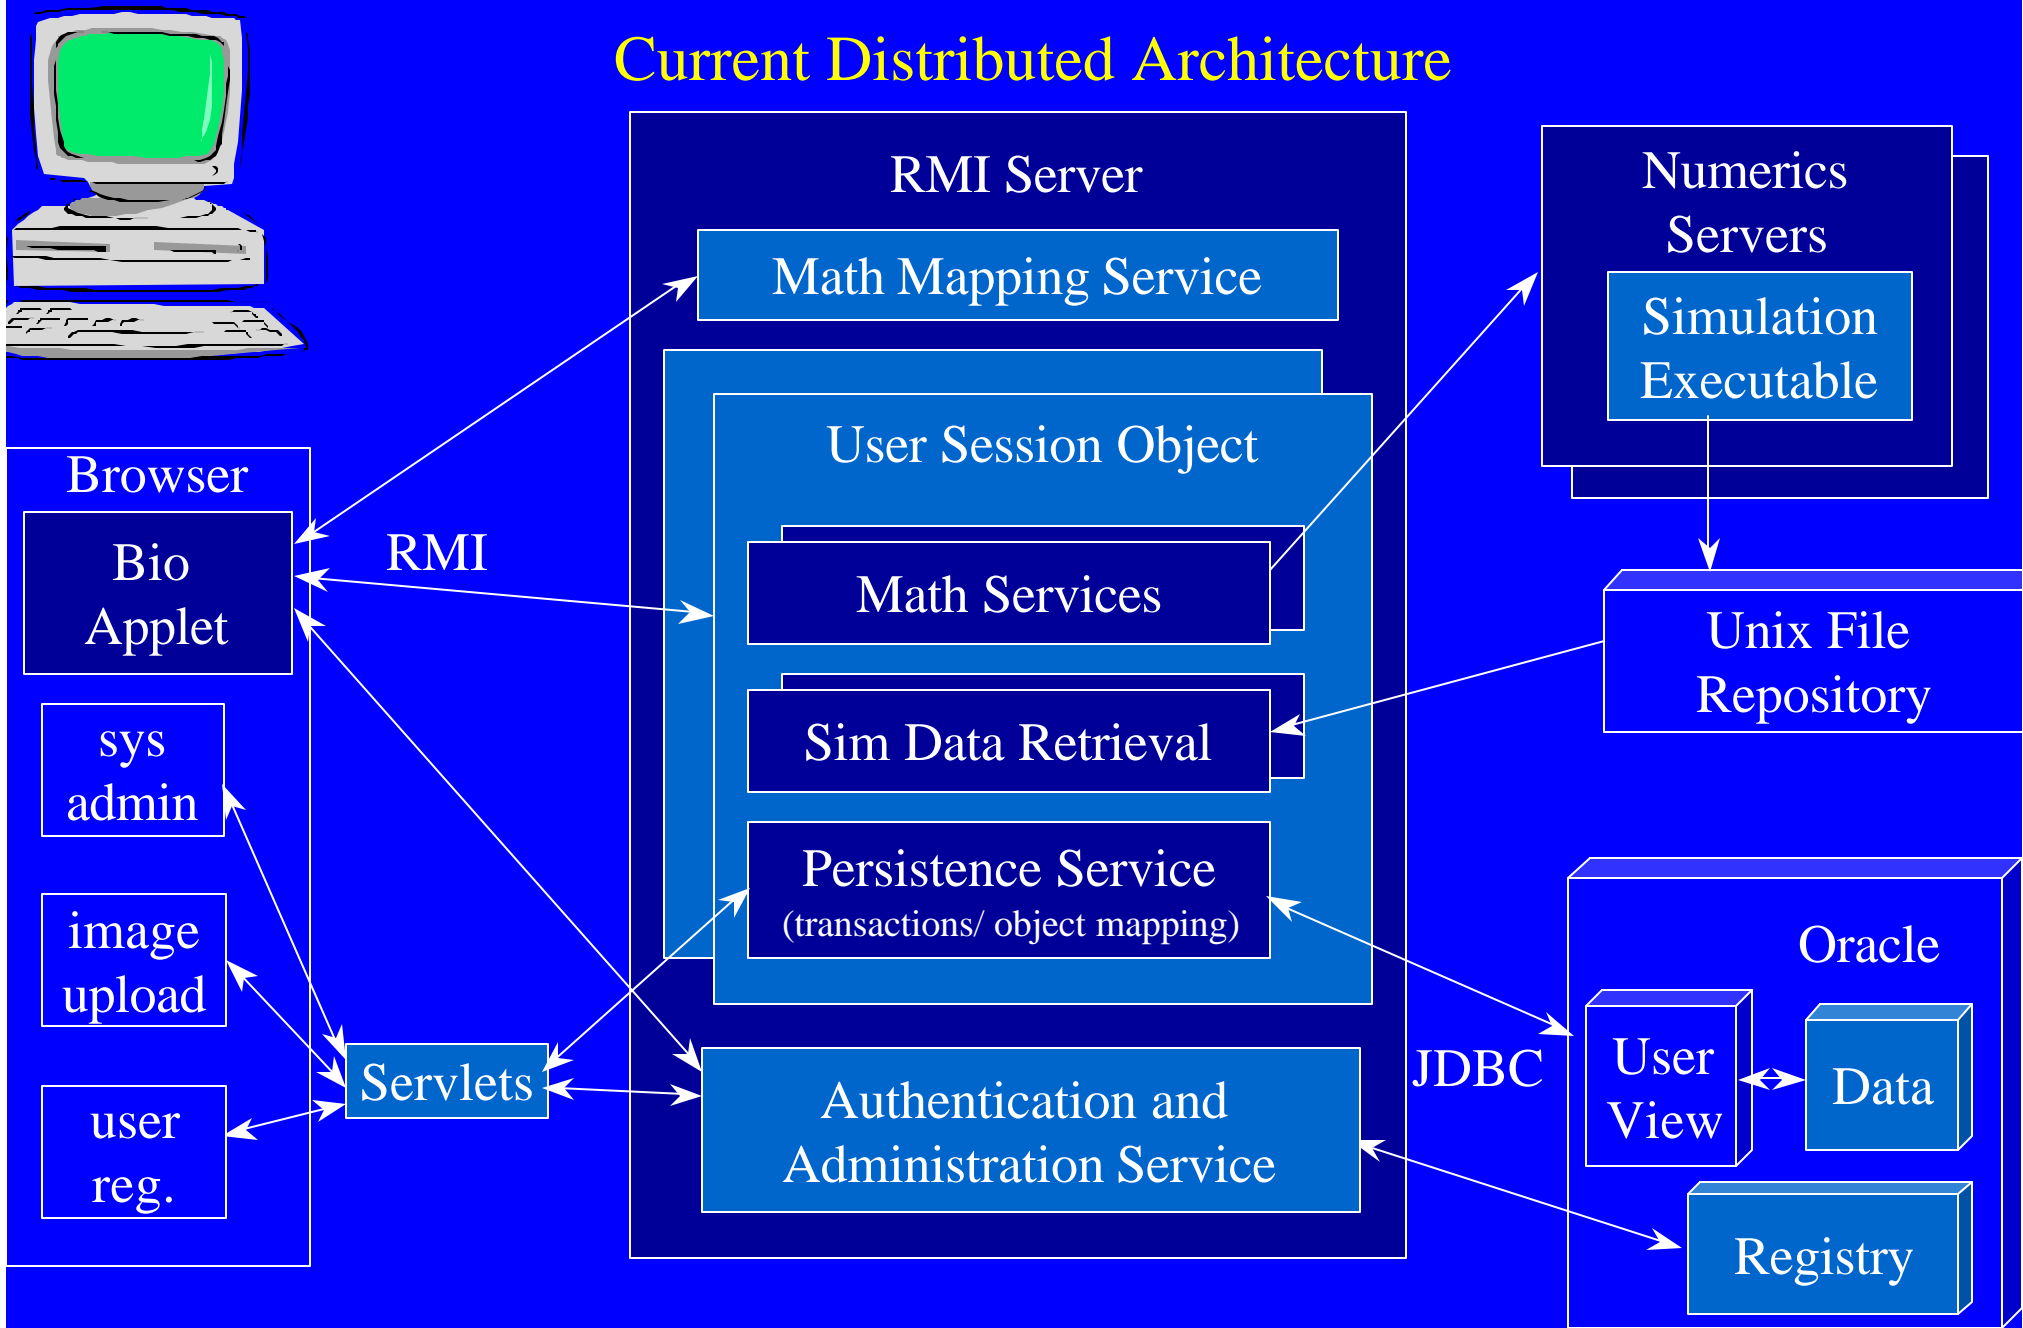 Current Distributed Architecture
RMI Server
Math Mapping Service
User Session Object
Math Services
Sim Data Retrieval
Persistence Service
(transactions/ object mapping)
Authentication and
Administration Service
Numerics
Servers
Simulation
Executable
Unix File
Repository
Browser
Bio
Applet
RMI
sys
admin
image
upload
user
reg.
Servlets
JDBC
Oracle
User
View
Data
Registry